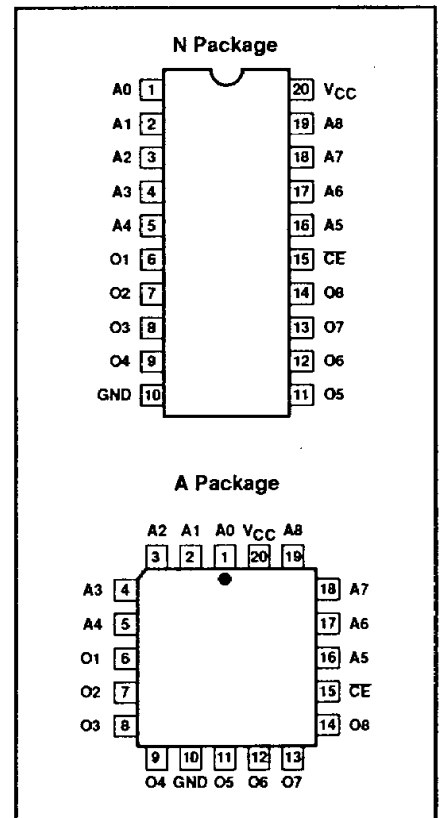 N Package
A0 1 20 VCC
A1 2 19 A8
A2 3 18 A7
A3 4 17 A6
A4 5 16 A5
O1 6 15 C̅E̅
O2 7 14 O8
O3 8 13 O7
O4 9 12 O6
GND 10 11 O5
A Package
A2 A1 A0 VCC A8
3 2 1 20 19
A3 4 18 A7
A4 5 17 A6
O1 6 16 A5
O2 7 15 C̅E̅
O3 8 14 O8
9 10 11 12 13
O4 GND O5 O6 O7